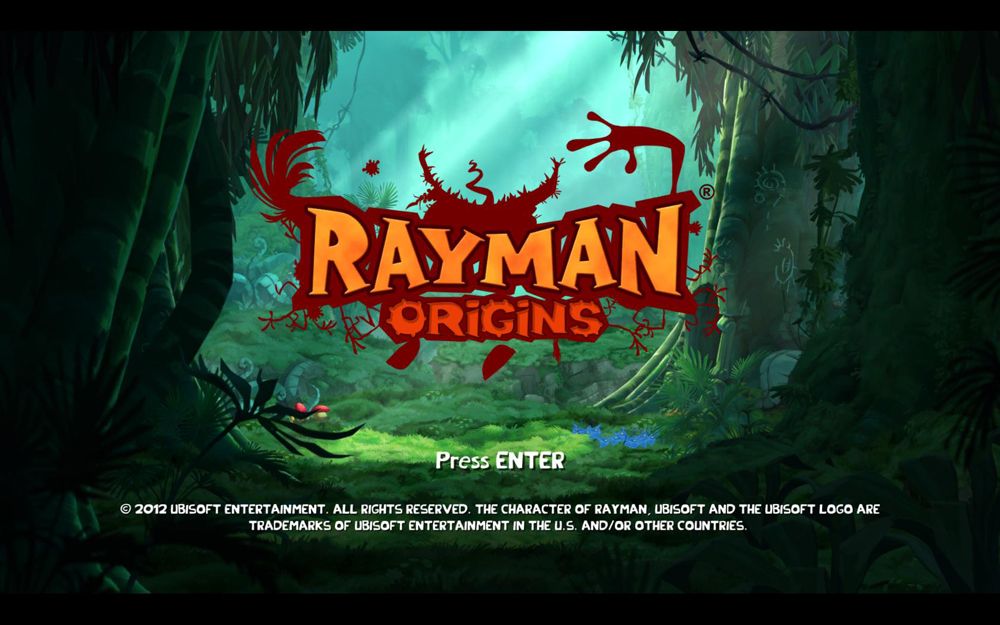 RAYMAN®
ORIGINS
Press ENTER
© 2012 UBISOFT ENTERTAINMENT. ALL RIGHTS RESERVED. THE CHARACTER OF RAYMAN, UBISOFT AND THE UBISOFT LOGO ARE
TRADEMARKS OF UBISOFT ENTERTAINMENT IN THE U.S. AND/OR OTHER COUNTRIES.